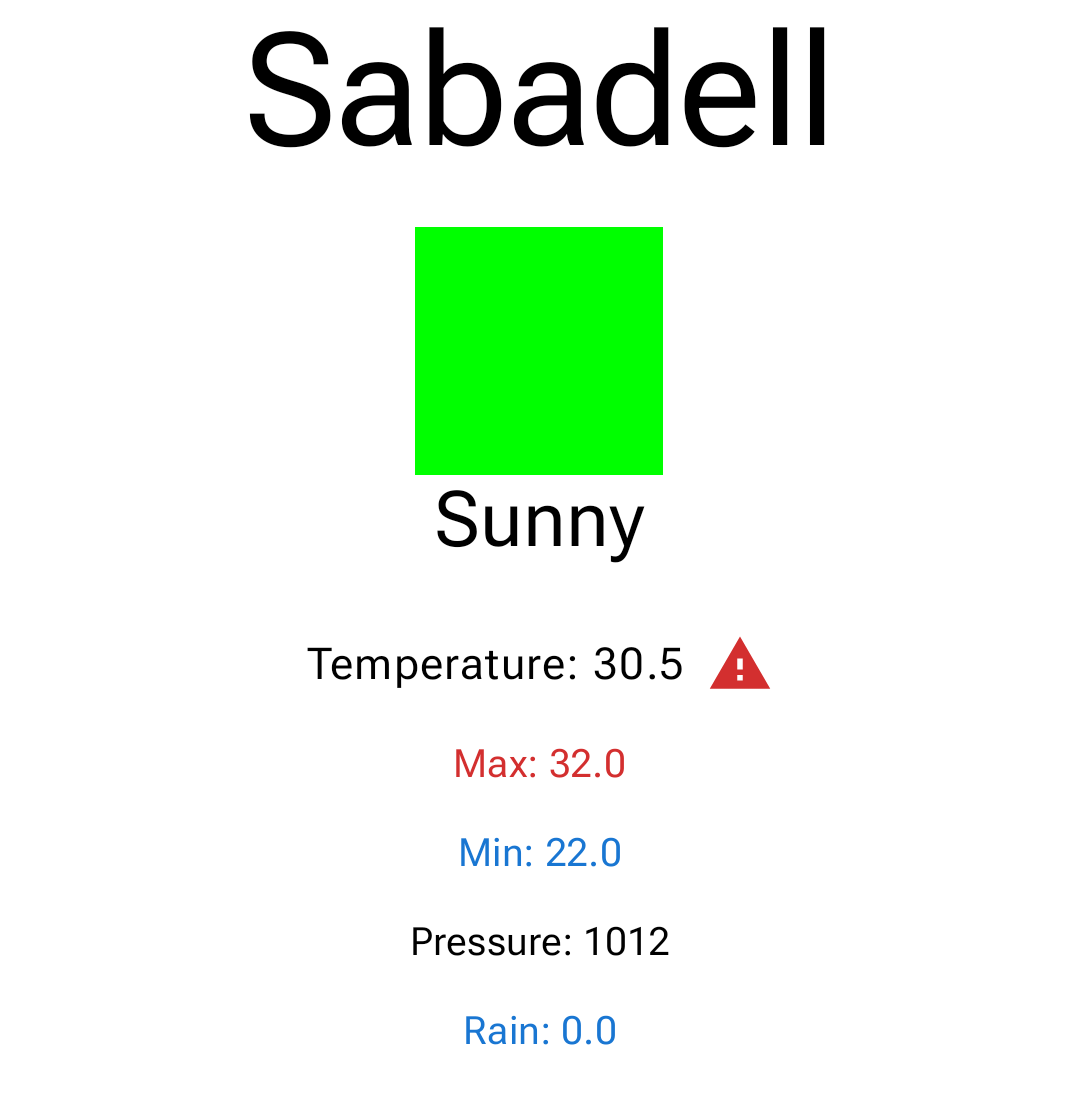 Sabadell
Sunny
Temperature: 30.5
Max: 32.0
Min: 22.0
Pressure: 1012
Rain: 0.0